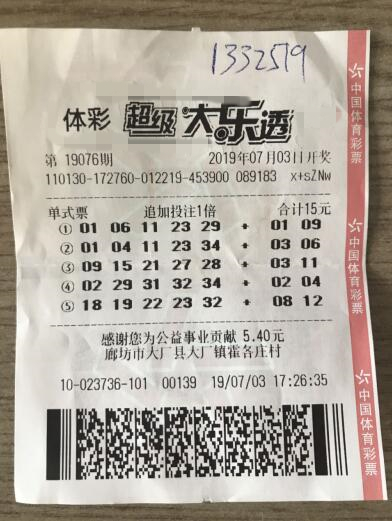 1332519
体彩 超级大乐透
第 19076期 2019年07月03日开奖
110130-172760-012219-453900 089183 x+sZNw
单式票 追加投注1倍 合计15元
① 01 06 11 23 29 + 01 09
② 01 04 11 23 34 + 03 06
③ 09 15 21 27 28 + 03 11
④ 02 29 31 32 34 + 02 04
⑤ 18 19 22 23 32 + 08 12
感谢您为公益事业贡献 5.40元
廊坊市大厂县大厂镇霍各庄村
10-023736-101 00139 19/07/03 17:26:35
中国体育彩票
中国体育彩票
中国体育彩票